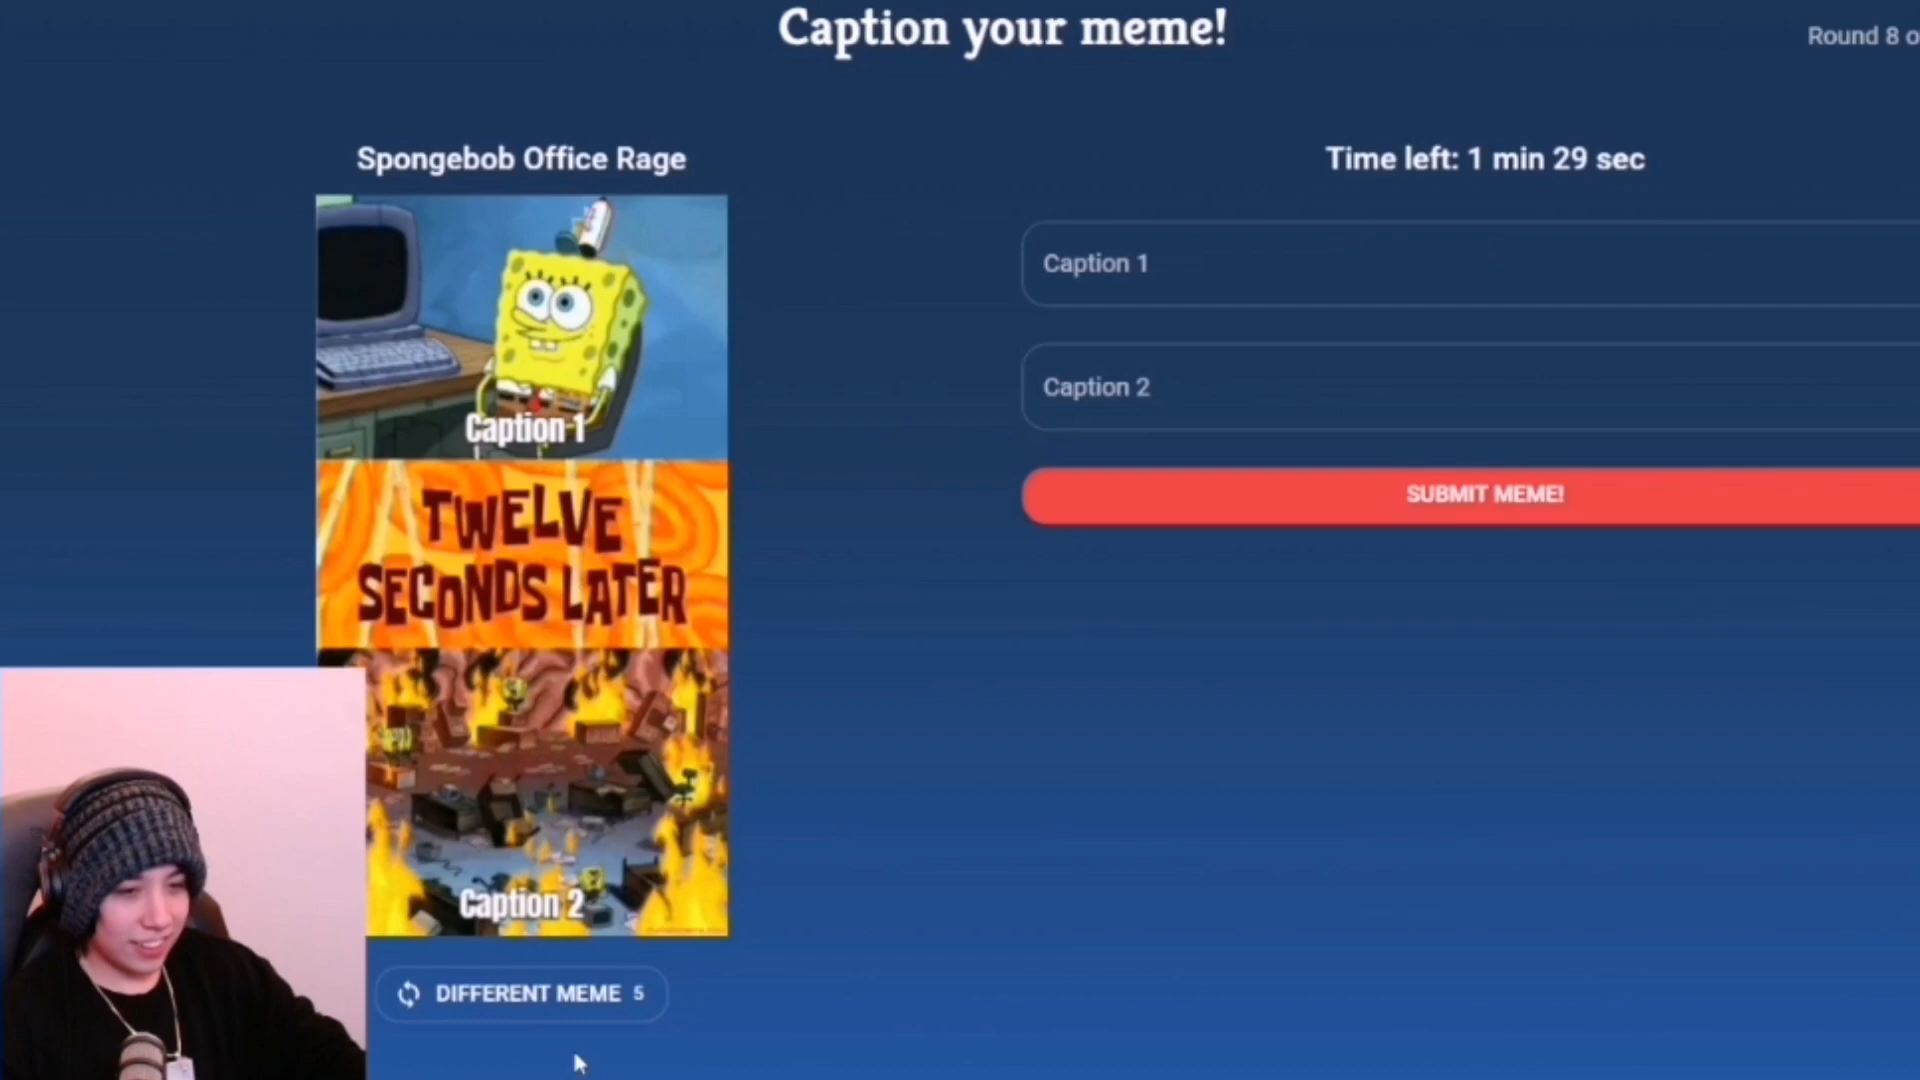 Caption your meme!
Round 8 o
Spongebob Office Rage
Time left: 1 min 29 sec
Caption 1
Caption 2
SUBMIT MEME!
Caption 1
TWELVE
SECONDS LATER
Caption 2
DIFFERENT MEME 5